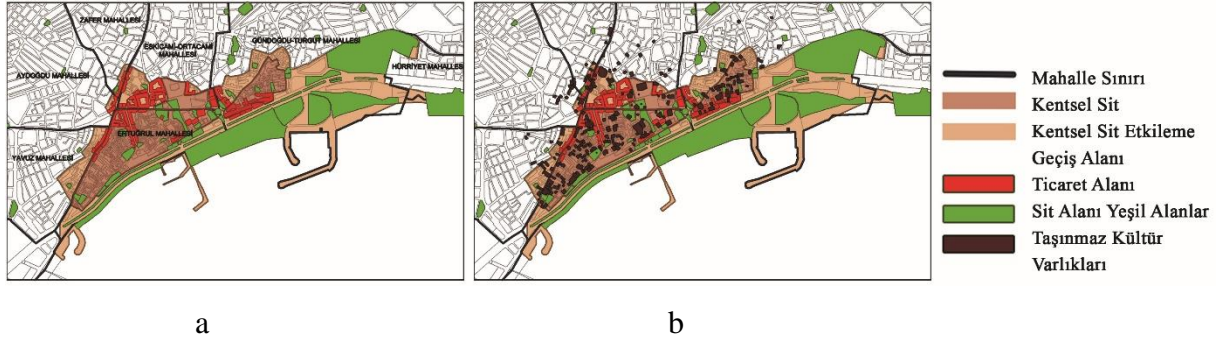 ZAFER MAHALLESİ
ESKİCAMİ-ORTACAMİ
MAHALLESİ
GÜNDOĞDU-TURGUT MAHALLESİ
HÜRRİYET MAHALLESİ
AYDOĞDU MAHALLESİ
ERTUĞRUL MAHALLESİ
YAVUZ MAHALLESİ
Mahalle Sınırı
Kentsel Sit
Kentsel Sit Etkileme
Geçiş Alanı
Ticaret Alanı
Sit Alanı Yeşil Alanlar
Taşınmaz Kültür
Varlıkları
a
b